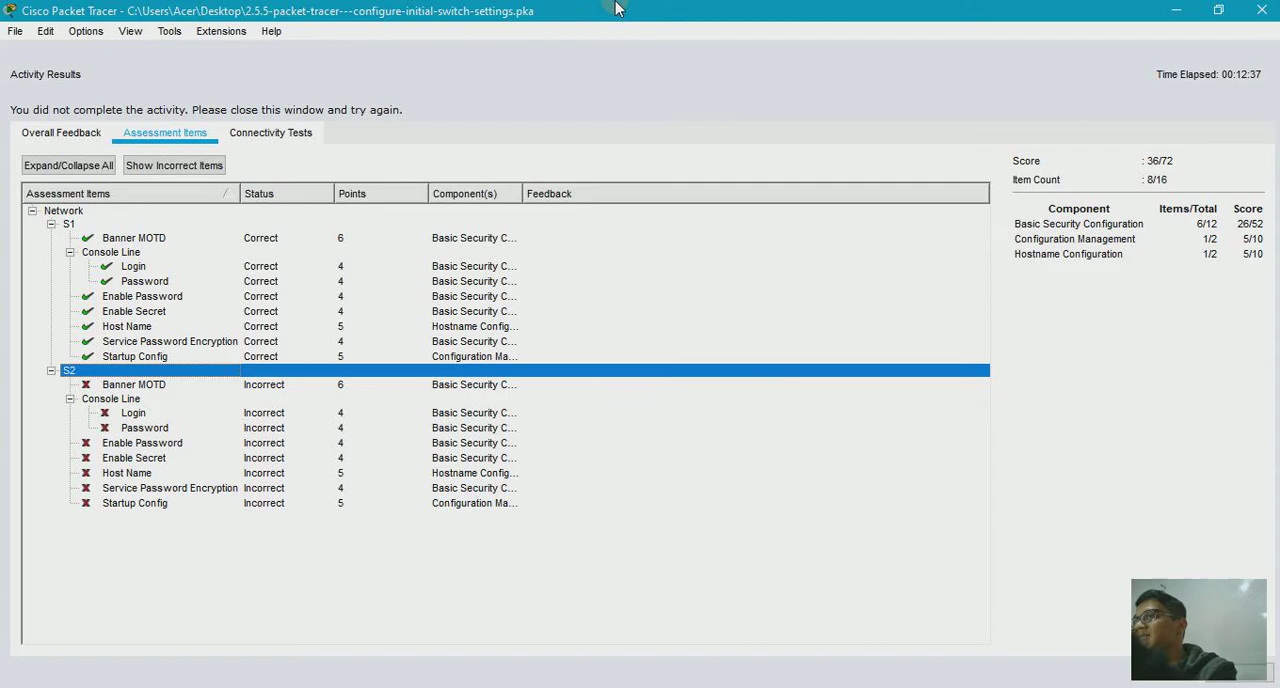 Cisco Packet Tracer - C:\Users\Acer\Desktop\2.5.5-packet-tracer---configure-initial-switch-settings.pka
File Edit Options View Tools Extensions Help
Activity Results
Time Elapsed: 00:12:37
You did not complete the activity. Please close this window and try again.
Overall Feedback Assessment Items Connectivity Tests
Expand/Collapse All Show Incorrect Items
Assessment Items / Status Points Component(s) Feedback
Network
S1
Banner MOTD Correct 6 Basic Security C...
Console Line
Login Correct 4 Basic Security C...
Password Correct 4 Basic Security C...
Enable Password Correct 4 Basic Security C...
Enable Secret Correct 4 Basic Security C...
Host Name Correct 5 Hostname Config...
Service Password Encryption Correct 4 Basic Security C...
Startup Config Correct 5 Configuration Ma...
S2
Banner MOTD Incorrect 6 Basic Security C...
Console Line
Login Incorrect 4 Basic Security C...
Password Incorrect 4 Basic Security C...
Enable Password Incorrect 4 Basic Security C...
Enable Secret Incorrect 4 Basic Security C...
Host Name Incorrect 5 Hostname Config...
Service Password Encryption Incorrect 4 Basic Security C...
Startup Config Incorrect 5 Configuration Ma...
Score : 36/72
Item Count : 8/16
Component Items/Total Score
Basic Security Configuration 6/12 26/52
Configuration Management 1/2 5/10
Hostname Configuration 1/2 5/10